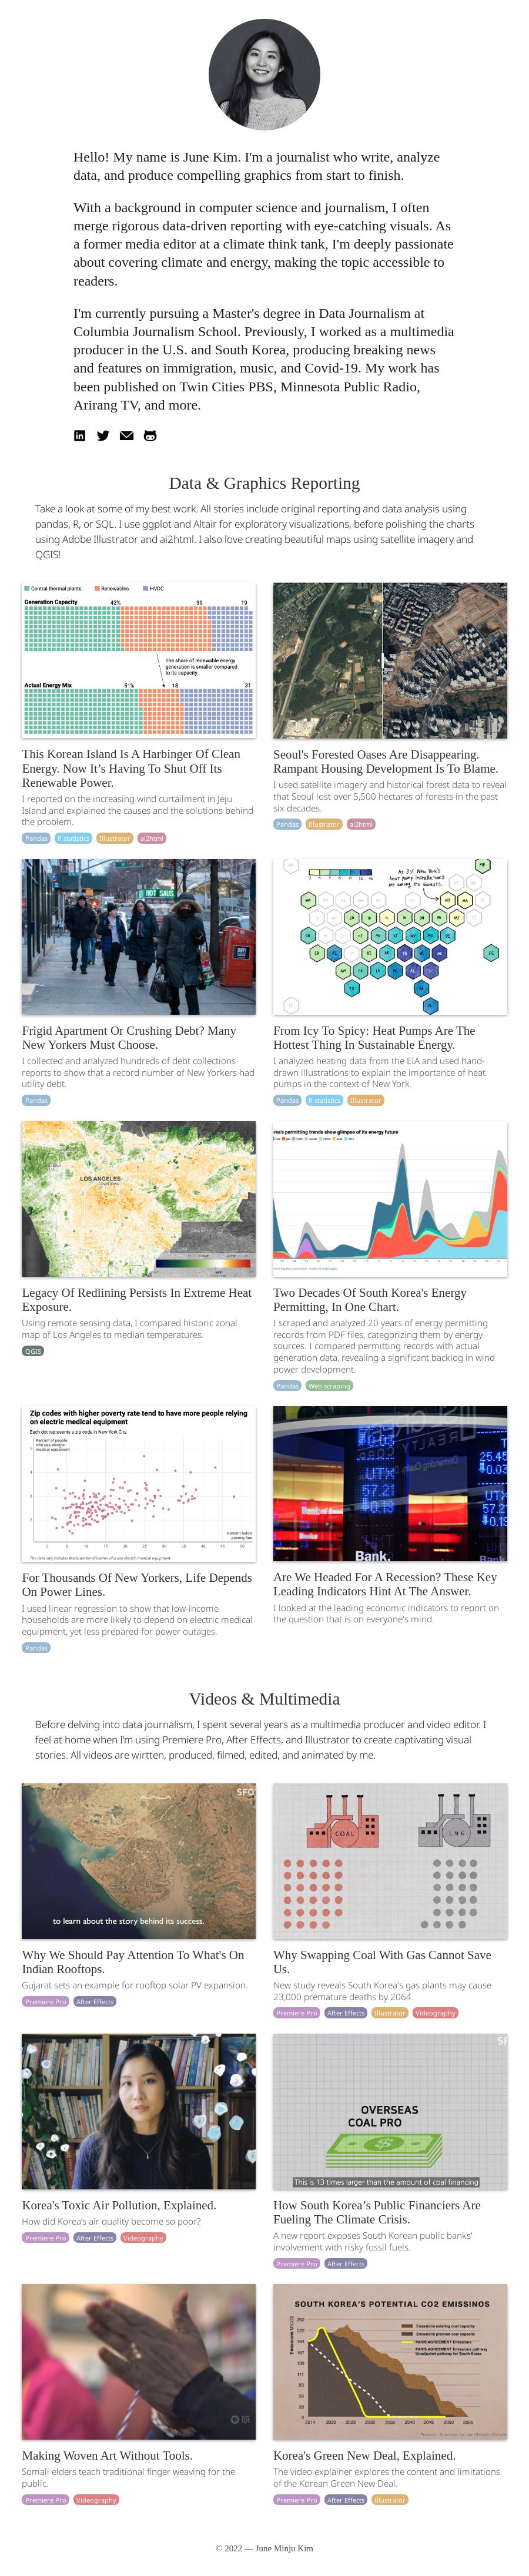 Hello! My name is June Kim. I'm a journalist who write, analyze
data, and produce compelling graphics from start to finish.
With a background in computer science and journalism, I often
merge rigorous data-driven reporting with eye-catching visuals. As
a former media editor at a climate think tank, I'm deeply passionate
about covering climate and energy, making the topic accessible to
readers.
I'm currently pursuing a Master's degree in Data Journalism at
Columbia Journalism School. Previously, I worked as a multimedia
producer in the U.S. and South Korea, producing breaking news
and features on immigration, music, and Covid-19. My work has
been published on Twin Cities PBS, Minnesota Public Radio,
Arirang TV, and more.
Data & Graphics Reporting
Take a look at some of my best work. All stories include original reporting and data analysis using
pandas, R, or SQL. I use ggplot and Altair for exploratory visualizations, before polishing the charts
using Adobe Illustrator and ai2html. I also love creating beautiful maps using satellite imagery and
QGIS!
Central thermal plants Renewables HVDC
Generation Capacity 42% 39 19
The share of renewable energy
generation is smaller compared
to its capacity.
Actual Energy Mix 51% 18 31
This Korean Island Is A Harbinger Of Clean
Energy. Now It's Having To Shut Off Its
Renewable Power.
I reported on the increasing wind curtailment in Jeju
Island and explained the causes and the solutions behind
the problem.
Pandas R statistics Illustrator ai2html
Seoul's Forested Oases Are Disappearing.
Rampant Housing Development Is To Blame.
I used satellite imagery and historical forest data to reveal
that Seoul lost over 5,500 hectares of forests in the past
six decades.
Pandas Illustrator ai2html
HOT SAUS
Frigid Apartment Or Crushing Debt? Many
New Yorkers Must Choose.
I collected and analyzed hundreds of debt collections
reports to show that a record number of New Yorkers had
utility debt.
Pandas
At 3% New York's
heat pump installations
are among the lowest.
From Icy To Spicy: Heat Pumps Are The
Hottest Thing In Sustainable Energy.
I analyzed heating data from the EIA and used hand-
drawn illustrations to explain the importance of heat
pumps in the context of New York.
Pandas R statistics Illustrator
LOS ANGELES
Legacy Of Redlining Persists In Extreme Heat
Exposure.
Using remote sensing data, I compared historic zonal
map of Los Angeles to median temperatures.
QGIS
rea's permitting trends show glimpse of its energy future
Two Decades Of South Korea's Energy
Permitting, In One Chart.
I scraped and analyzed 20 years of energy permitting
records from PDF files, categorizing them by energy
sources. I compared permitting records with actual
generation data, revealing a significant backlog in wind
power development.
Pandas Web scraping
Zip codes with higher poverty rate tend to have more people relying
on electric medical equipment
Each dot represents a zip code in New York City.
Percent of people
who use electric
medical equipment
Percent below
poverty line
For Thousands Of New Yorkers, Life Depends
On Power Lines.
I used linear regression to show that low-income
households are more likely to depend on electric medical
equipment, yet less prepared for power outages.
Pandas
UTX
57.21
Bank.
Are We Headed For A Recession? These Key
Leading Indicators Hint At The Answer.
I looked at the leading economic indicators to report on
the question that is on everyone's mind.
Videos & Multimedia
Before delving into data journalism, I spent several years as a multimedia producer and video editor. I
feel at home when I'm using Premiere Pro, After Effects, and Illustrator to create captivating visual
stories. All videos are wirtten, produced, filmed, edited, and animated by me.
SFO
to learn about the story behind its success.
Why We Should Pay Attention To What's On
Indian Rooftops.
Gujarat sets an example for rooftop solar PV expansion.
Premiere Pro After Effects
COAL LNG
Why Swapping Coal With Gas Cannot Save
Us.
New study reveals South Korea's gas plants may cause
23,000 premature deaths by 2064.
Premiere Pro After Effects Illustrator Videography
Korea's Toxic Air Pollution, Explained.
How did Korea's air quality become so poor?
Premiere Pro After Effects Videography
OVERSEAS
COAL PRO
This is 13 times larger than the amount of coal financing
How South Korea's Public Financiers Are
Fueling The Climate Crisis.
A new report exposes South Korean public banks'
involvement with risky fossil fuels.
Premiere Pro After Effects
Making Woven Art Without Tools.
Somali elders teach traditional finger weaving for the
public.
Premiere Pro Videography
SOUTH KOREA'S POTENTIAL CO2 EMISSINOS
Emissions existing coal capacity
Emissions planned coal capacity
PARIS AGREEMENT Emissions
PARIS AGREEMENT Emissions pathway
Korea's Green New Deal, Explained.
The video explainer explores the content and limitations
of the Korean Green New Deal.
Premiere Pro After Effects Illustrator
© 2022 — June Minju Kim